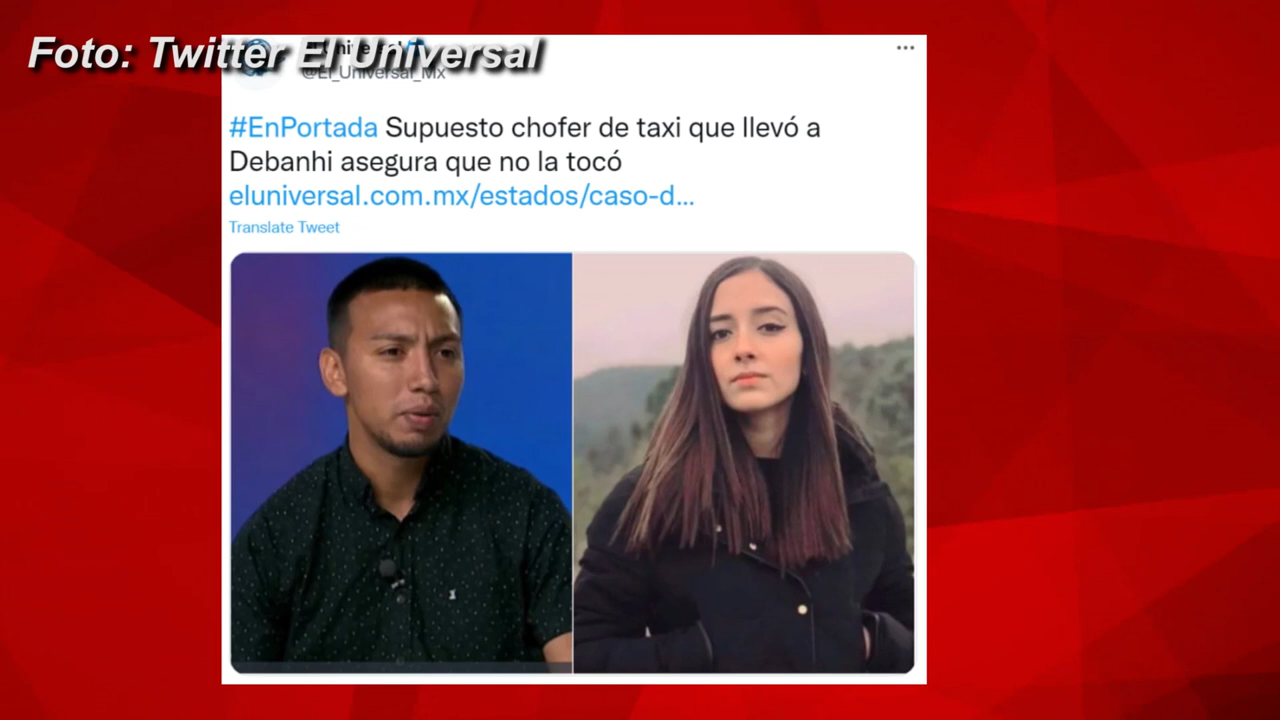 Foto: Twitter El Universal
@El_Universal_Mx
#EnPortada Supuesto chofer de taxi que llevó a
Debanhi asegura que no la tocó
eluniversal.com.mx/estados/caso-d...
Translate Tweet